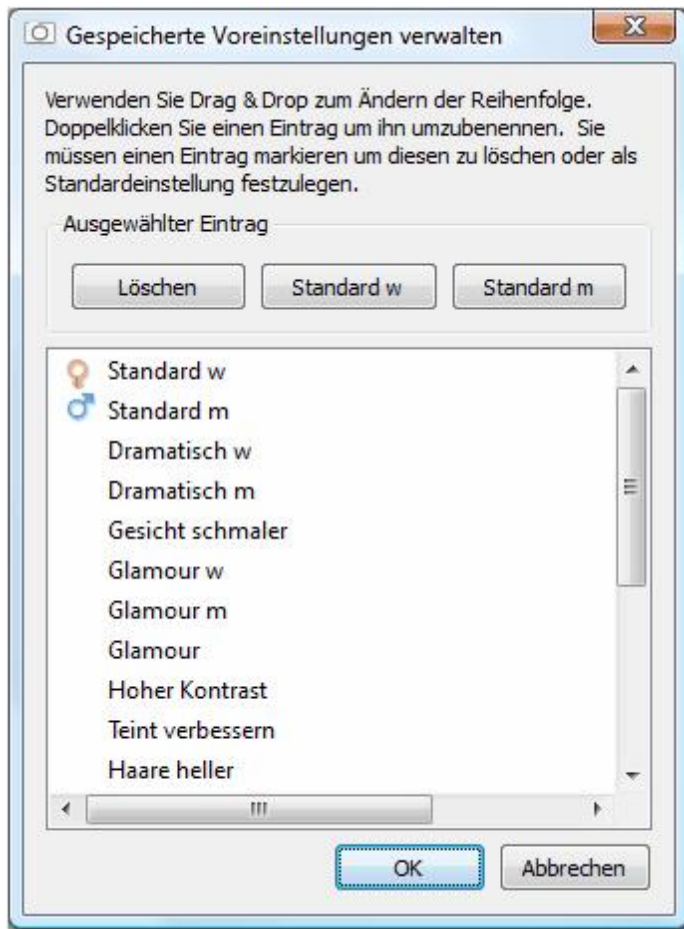 Gespeicherte Voreinstellungen verwalten
Verwenden Sie Drag & Drop zum Ändern der Reihenfolge.
Doppelklicken Sie einen Eintrag um ihn umzubenennen.  Sie
müssen einen Eintrag markieren um diesen zu löschen oder als
Standardeinstellung festzulegen.
Ausgewählter Eintrag
Löschen Standard w Standard m
Standard w
Standard m
Dramatisch w
Dramatisch m
Gesicht schmaler
Glamour w
Glamour m
Glamour
Hoher Kontrast
Teint verbessern
Haare heller
OK Abbrechen